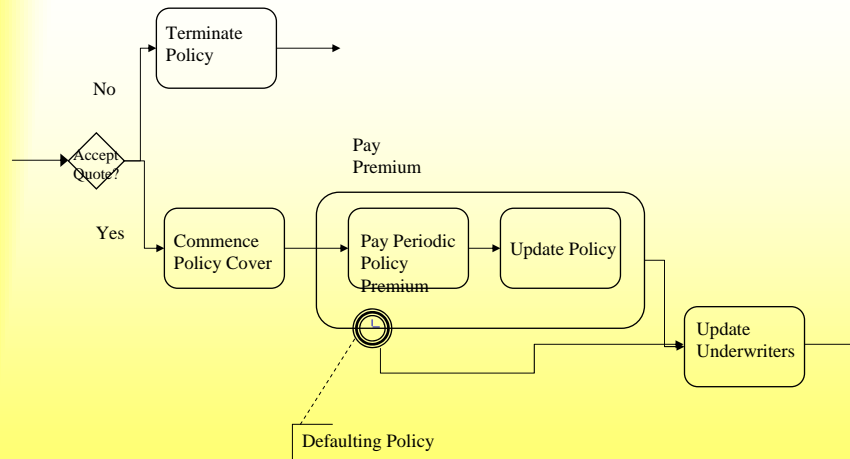 Terminate
Policy
No
Accept
Quote?
Pay
Premium
Yes
Commence
Policy Cover
Pay Periodic
Policy
Premium
Update Policy
Update
Underwriters
Defaulting Policy